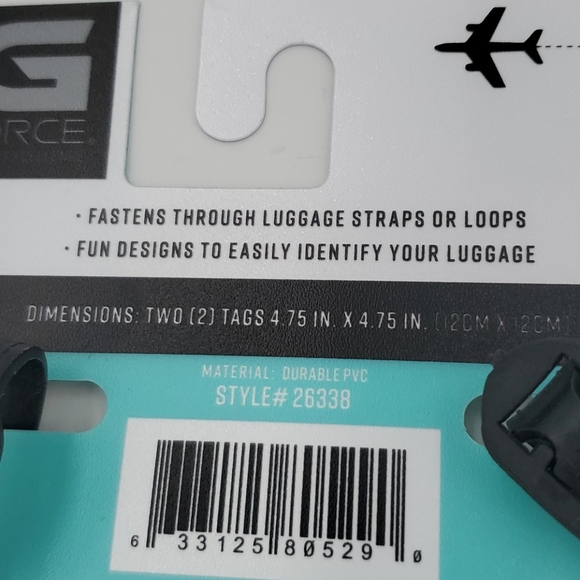 G
ORCE®
• FASTENS THROUGH LUGGAGE STRAPS OR LOOPS
• FUN DESIGNS TO EASILY IDENTIFY YOUR LUGGAGE
DIMENSIONS: TWO (2) TAGS 4.75 IN. X 4.75 IN. (12CM X 12CM)
MATERIAL: DURABLE PVC
STYLE# 26338
6 33125 80529 0